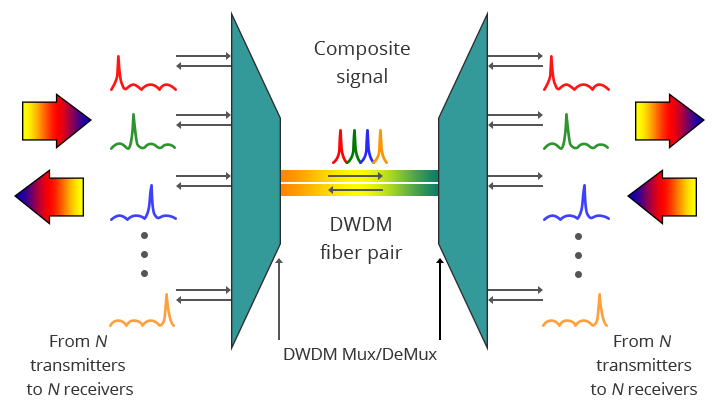 Composite
signal
DWDM
fiber pair
DWDM Mux/DeMux
From N
transmitters
to N receivers
From N
transmitters
to N receivers